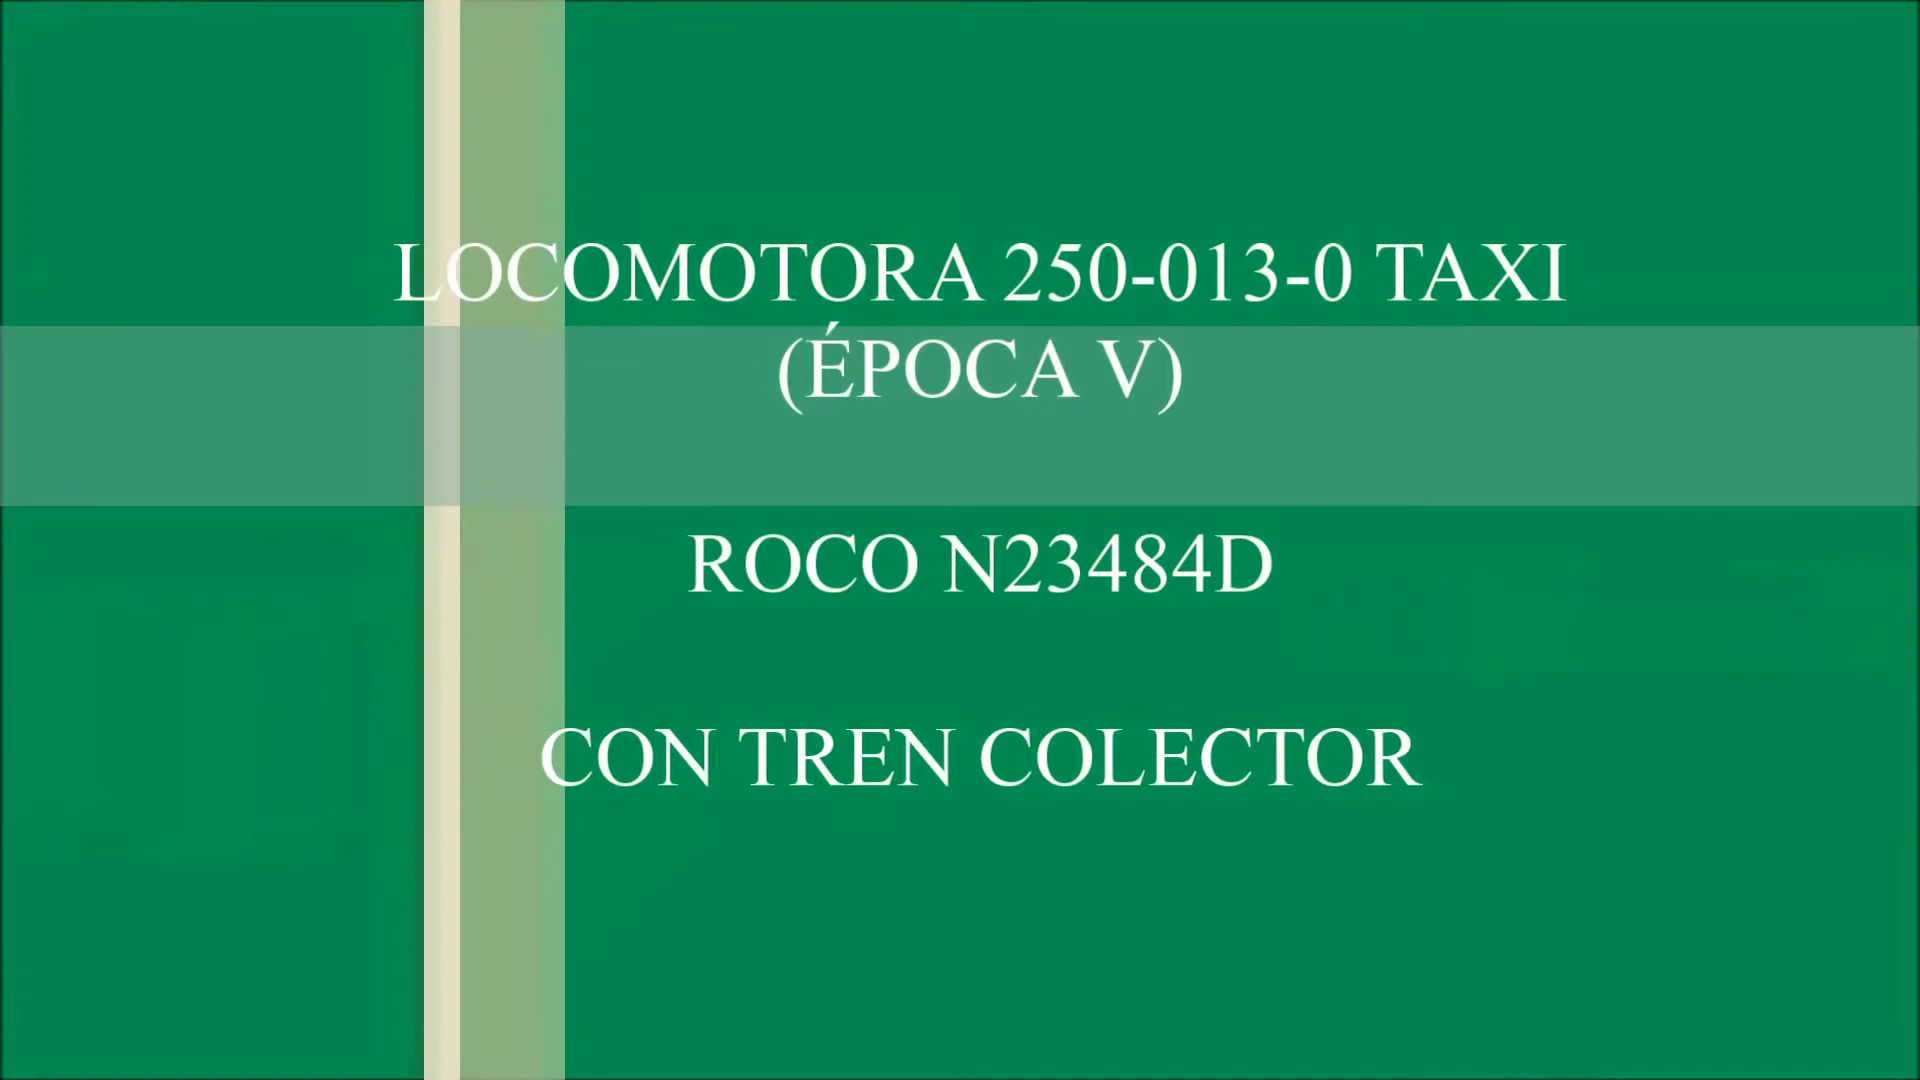 LOCOMOTORA 250-013-0 TAXI
(ÉPOCA V)
ROCO N23484D
CON TREN COLECTOR